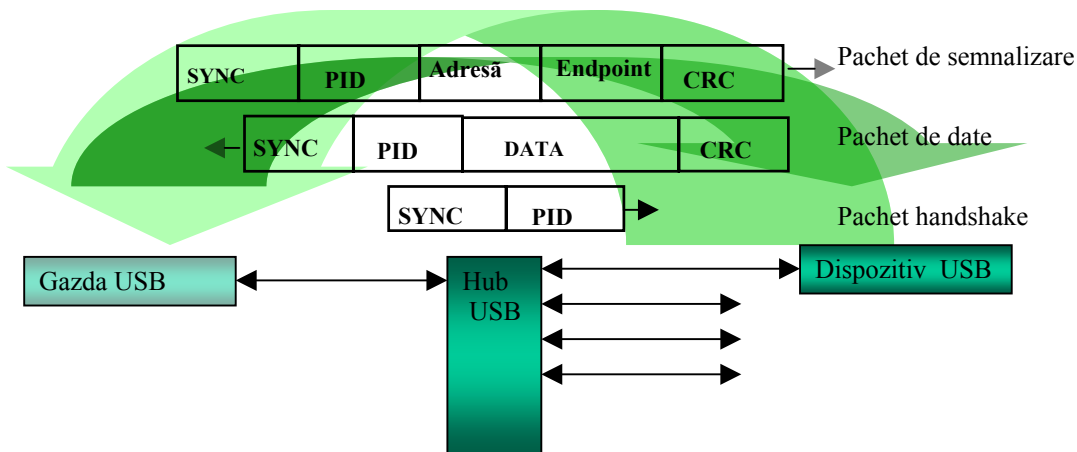 SYNC PID Adresã Endpoint CRC Pachet de semnalizare
SYNC PID DATA CRC Pachet de date
SYNC PID Pachet handshake
Gazda USB
Hub
USB
Dispozitiv USB